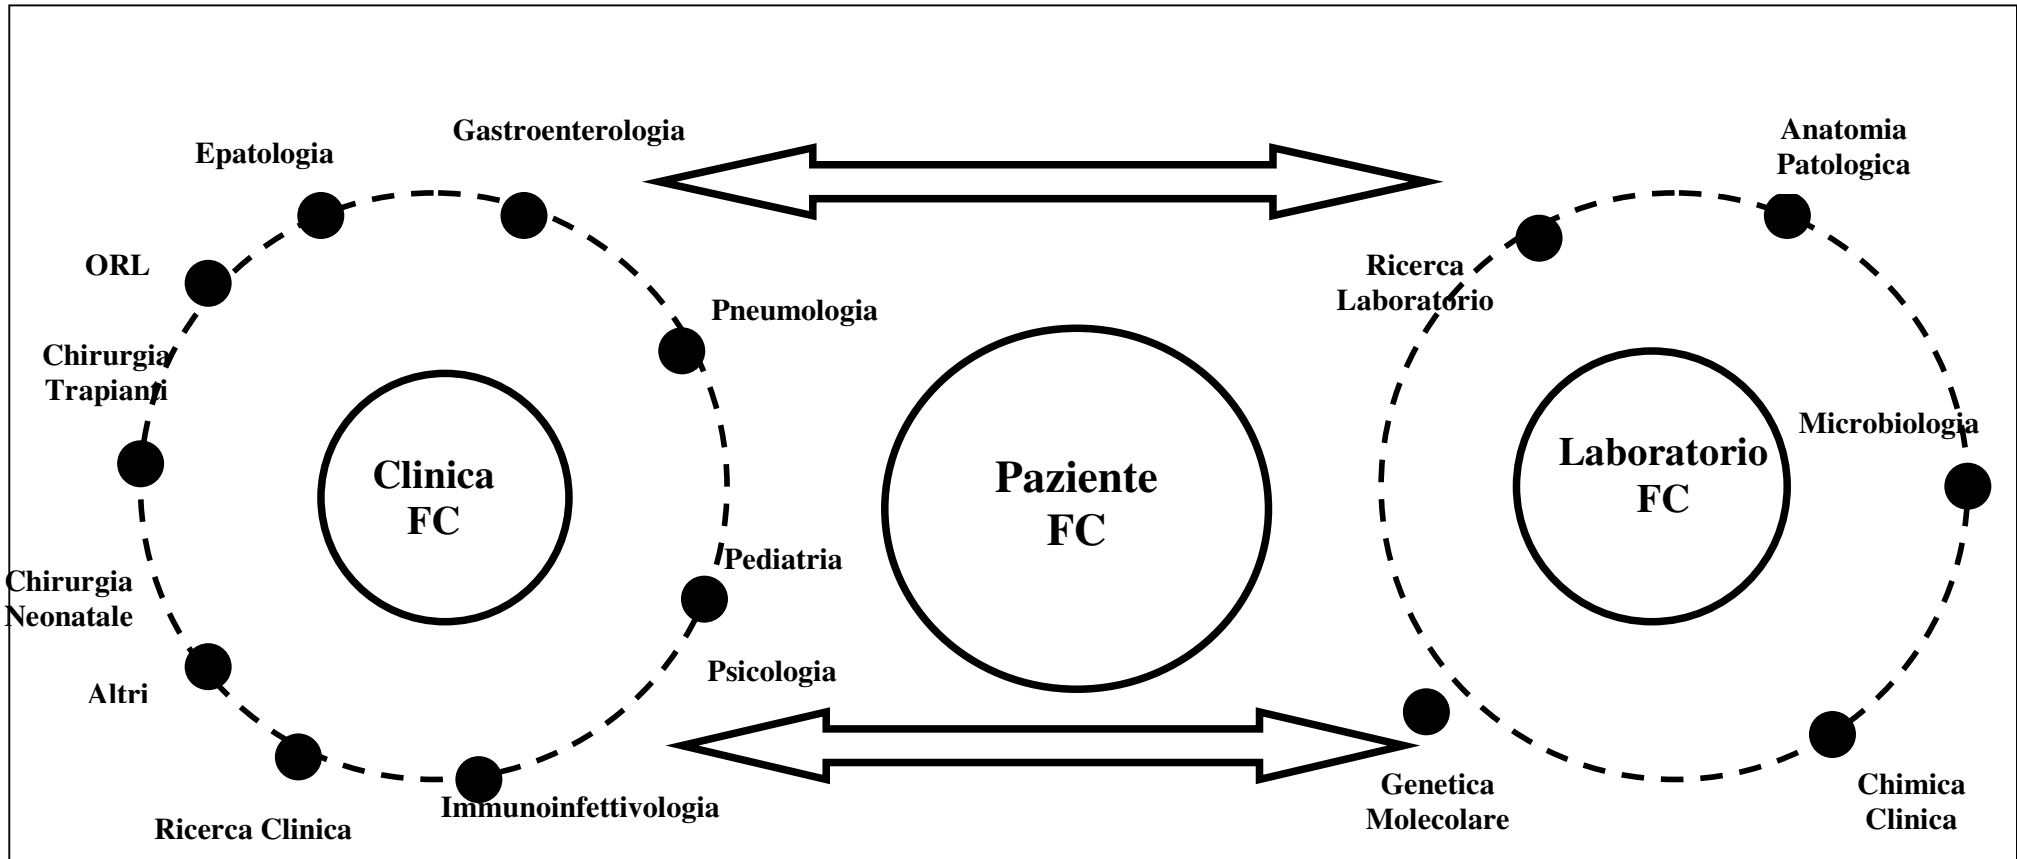 Gastroenterologia
Epatologia
ORL
Chirurgia
Trapianti
Chirurgia
Neonatale
Altri
Ricerca Clinica
Immunoinfettivologia
Psicologia
Pediatria
Pneumologia
Clinica
FC
Paziente
FC
Anatomia
Patologica
Ricerca
Laboratorio
Microbiologia
Laboratorio
FC
Genetica
Molecolare
Chimica
Clinica